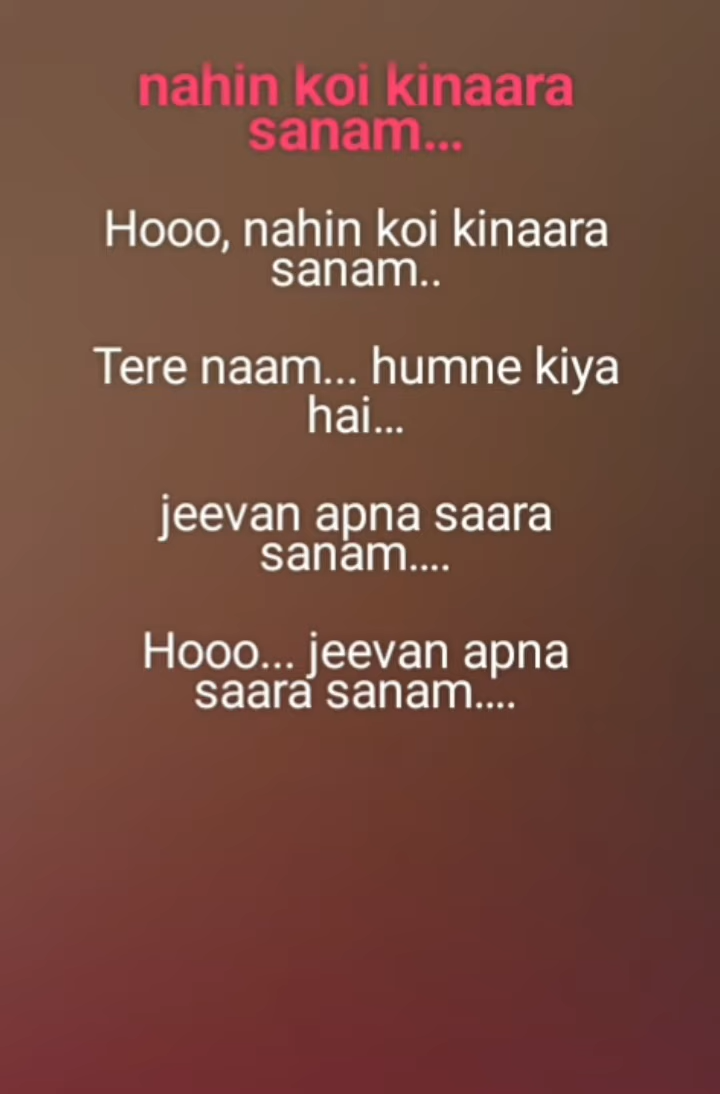 nahin koi kinaara
sanam...
Hooo, nahin koi kinaara
sanam..
Tere naam... humne kiya
hai...
jeevan apna saara
sanam....
Hooo... jeevan apna
saara sanam....